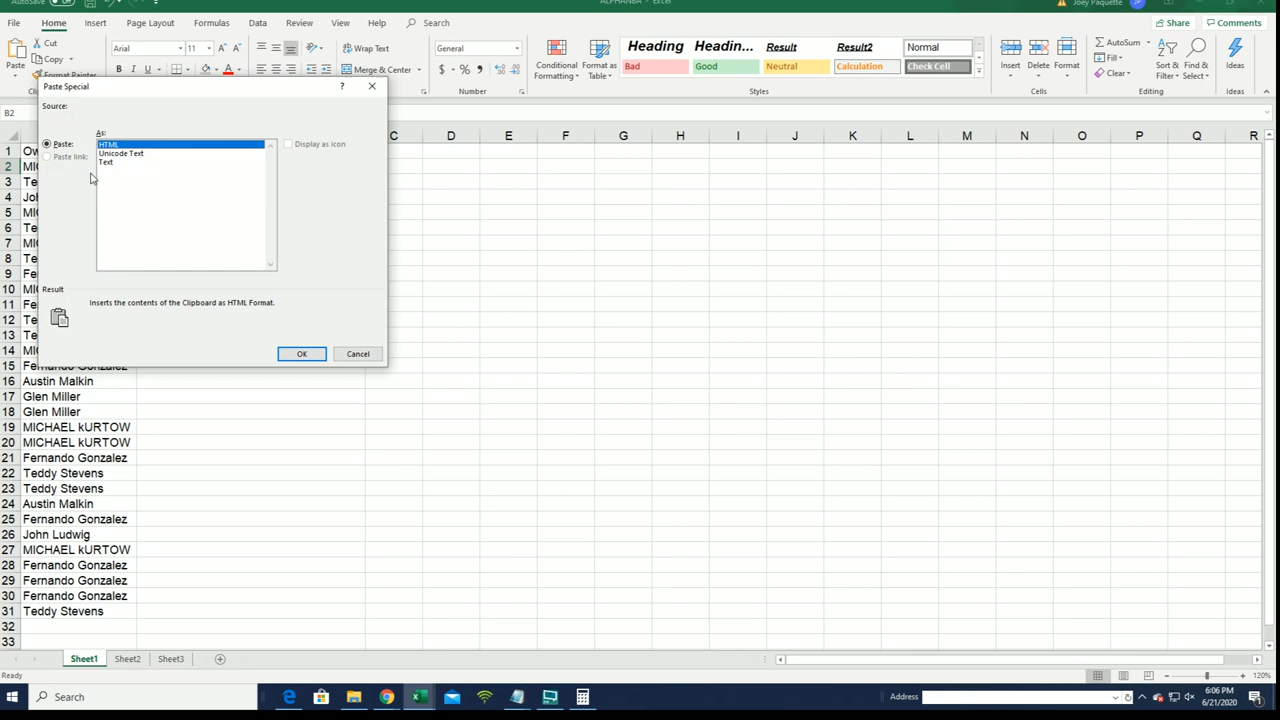 AutoSave ALPHANBA - Excel Joey Paquette JP
File Home Insert Page Layout Formulas Data Review View Help Search Share Comments
Cut
Copy
Format Painter
Paste
Arial 11 A A
B I U A
Wrap Text
Merge & Center
General
$ % ,
Number
Conditional Formatting
Format as Table
Heading Headin... Result Result2 Normal
Bad Good Neutral Calculation Check Cell
Styles
Insert Delete Format
Cells
AutoSum
Fill
Clear
Sort & Filter
Find & Select
Editing
Ideas
Ideas
B2
Paste Special ? ✕
Source:
As:
Paste:
Paste link:
HTML
Unicode Text
Text
Display as icon
Result
Inserts the contents of the Clipboard as HTML Format.
OK Cancel
C D E F G H I J K L M N O P Q R
1 Ow
2 MI
3 Te
4 Joh
5 MI
6 Te
7 MI
8 Te
9 Fe
10 MI
11 Fe
12 Te
13 Te
14 MI
15 Fernando Gonzalez
16 Austin Malkin
17 Glen Miller
18 Glen Miller
19 MICHAEL kURTOW
20 MICHAEL kURTOW
21 Fernando Gonzalez
22 Teddy Stevens
23 Teddy Stevens
24 Austin Malkin
25 Fernando Gonzalez
26 John Ludwig
27 MICHAEL kURTOW
28 Fernando Gonzalez
29 Fernando Gonzalez
30 Fernando Gonzalez
31 Teddy Stevens
32
33
Sheet1 Sheet2 Sheet3
Ready 120%
Search Address 6:06 PM
6/21/2020